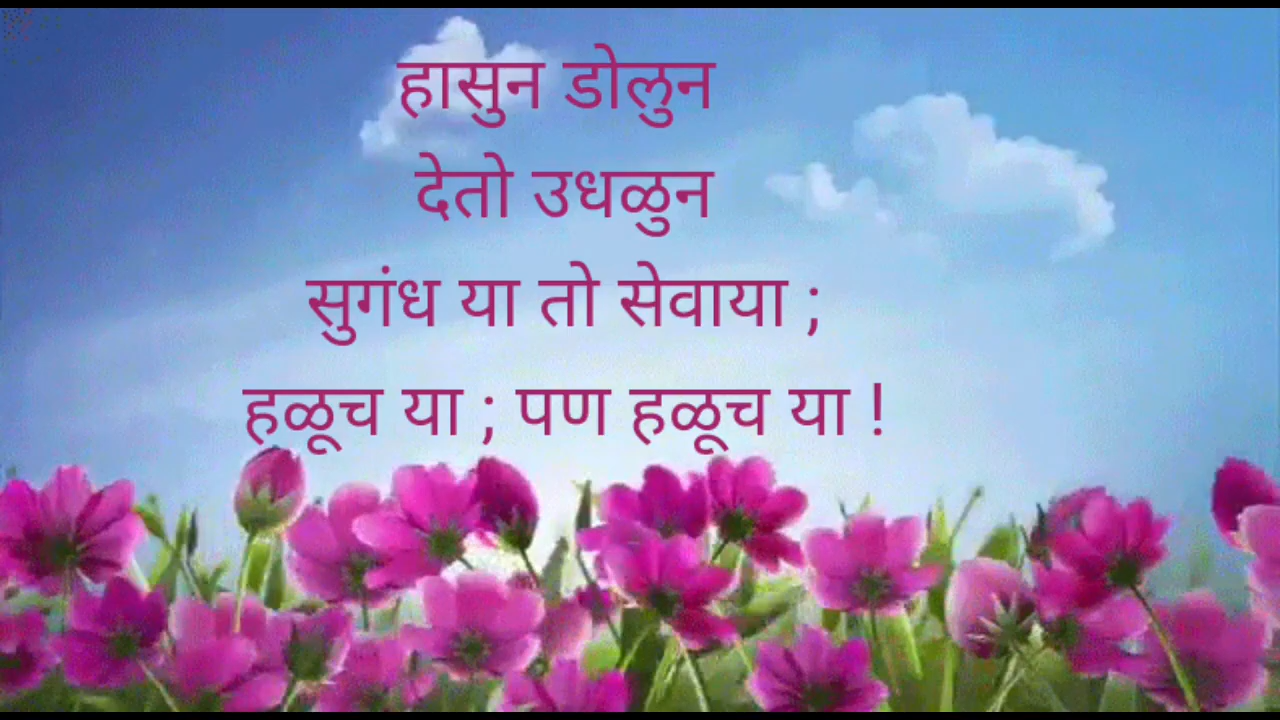 हासुन डोलुन
देतो उधळुन
सुगंध या तो सेवाया ;
हळूच या ; पण हळूच या !